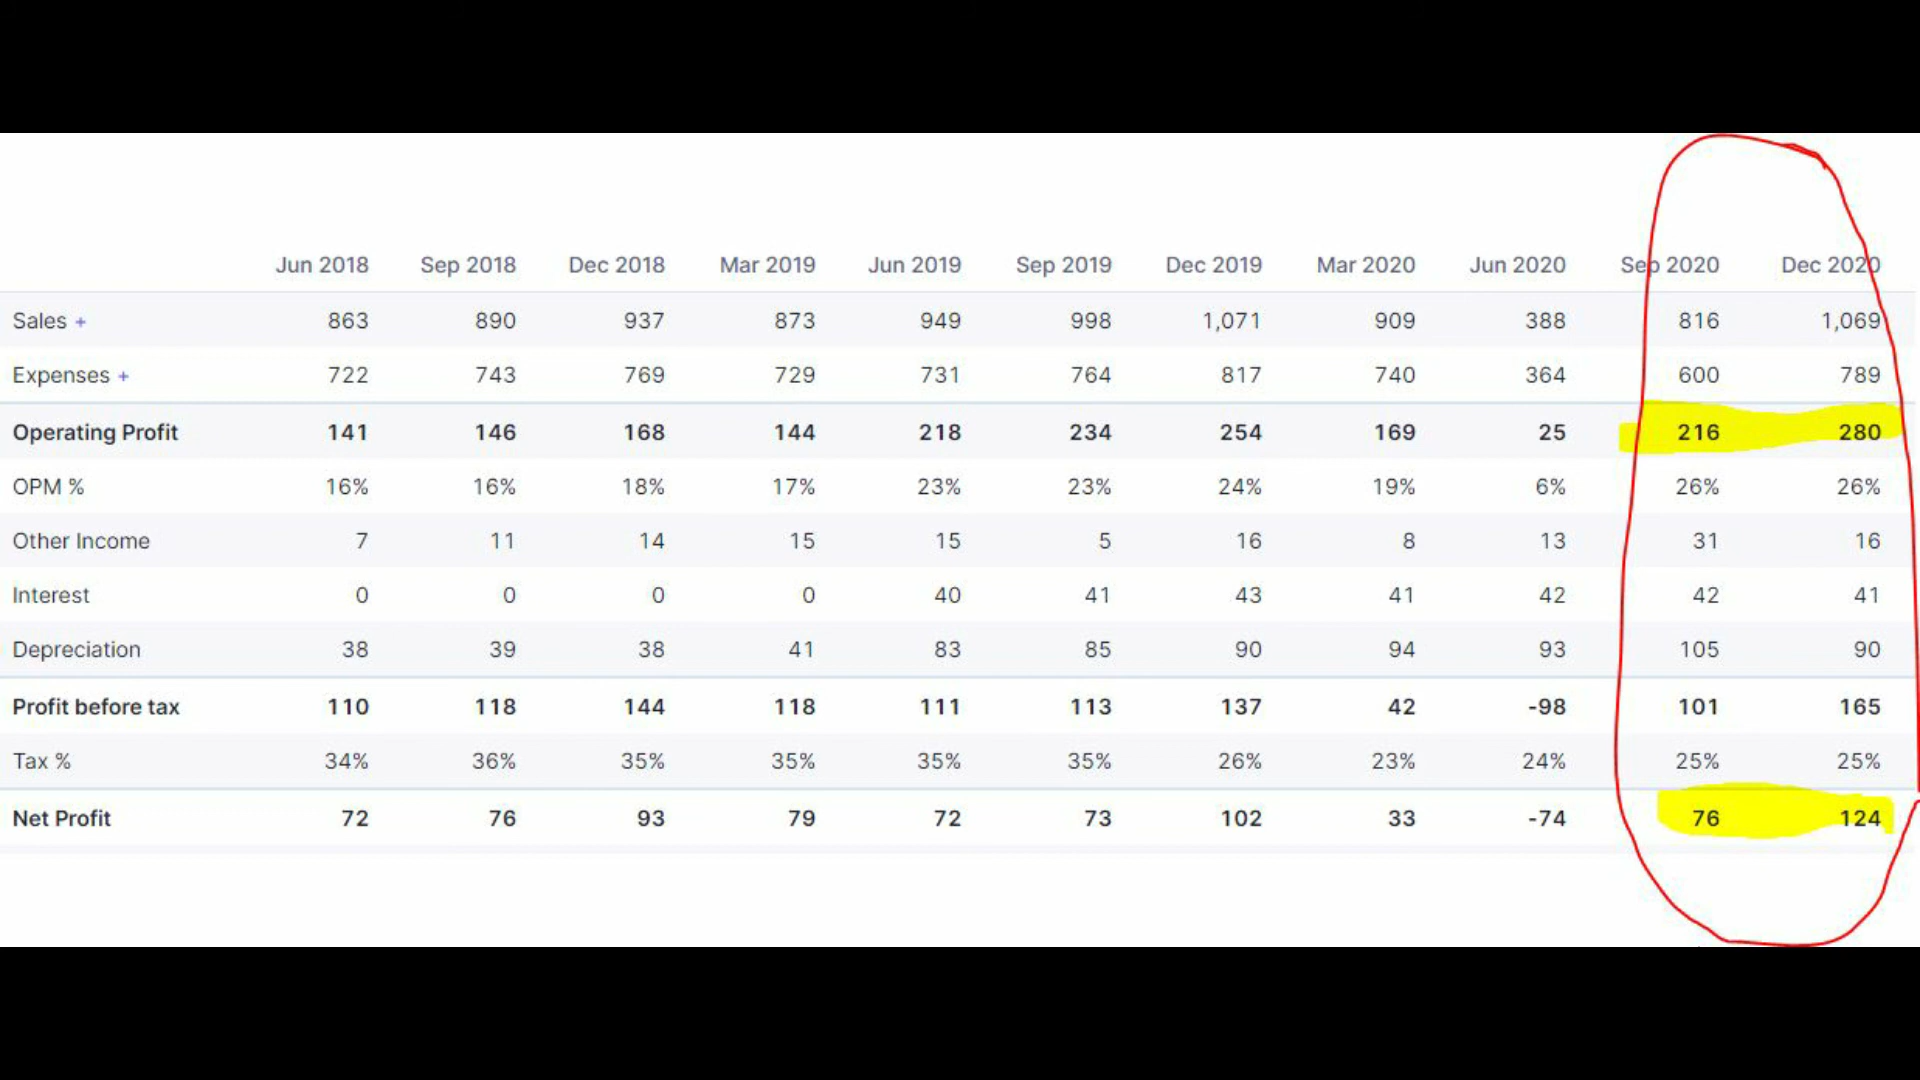 Jun 2018 Sep 2018 Dec 2018 Mar 2019 Jun 2019 Sep 2019 Dec 2019 Mar 2020 Jun 2020 Sep 2020 Dec 2020
Sales + 863 890 937 873 949 998 1,071 909 388 816 1,069
Expenses + 722 743 769 729 731 764 817 740 364 600 789
Operating Profit 141 146 168 144 218 234 254 169 25 216 280
OPM % 16% 16% 18% 17% 23% 23% 24% 19% 6% 26% 26%
Other Income 7 11 14 15 15 5 16 8 13 31 16
Interest 0 0 0 0 40 41 43 41 42 42 41
Depreciation 38 39 38 41 83 85 90 94 93 105 90
Profit before tax 110 118 144 118 111 113 137 42 -98 101 165
Tax % 34% 36% 35% 35% 35% 35% 26% 23% 24% 25% 25%
Net Profit 72 76 93 79 72 73 102 33 -74 76 124